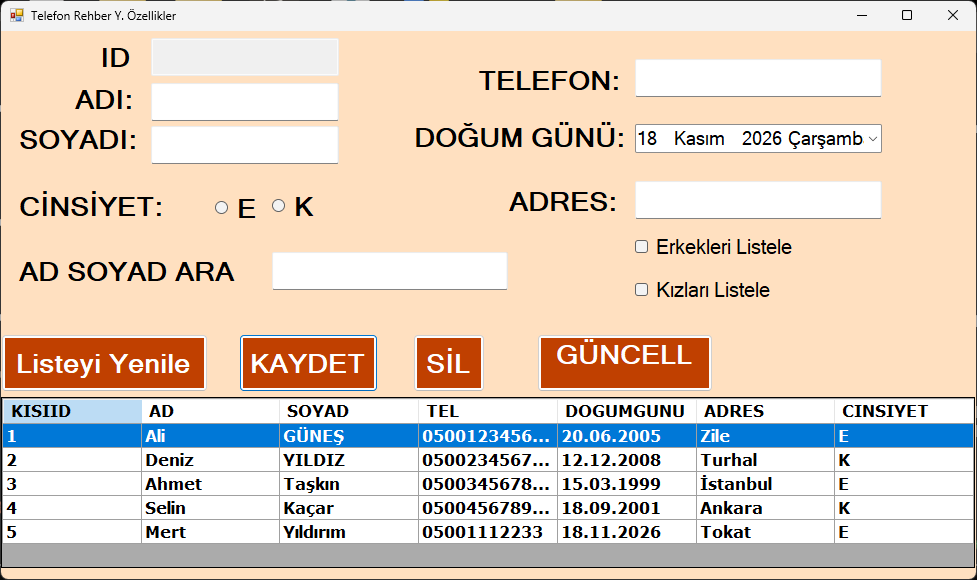 Telefon Rehber Y. Özellikler
ID
ADI:
SOYADI:
CİNSİYET:
E K
AD SOYAD ARA
TELEFON:
DOĞUM GÜNÜ: 18 Kasım 2026 Çarşamb
ADRES:
Erkekleri Listele
Kızları Listele
Listeyi Yenile KAYDET SİL GÜNCELL
KISIID AD SOYAD TEL DOGUMGUNU ADRES CINSIYET
1 Ali GÜNEŞ 0500123456... 20.06.2005 Zile E
2 Deniz YILDIZ 0500234567... 12.12.2008 Turhal K
3 Ahmet Taşkın 0500345678... 15.03.1999 İstanbul E
4 Selin Kaçar 0500456789... 18.09.2001 Ankara K
5 Mert Yıldırım 05001112233 18.11.2026 Tokat E